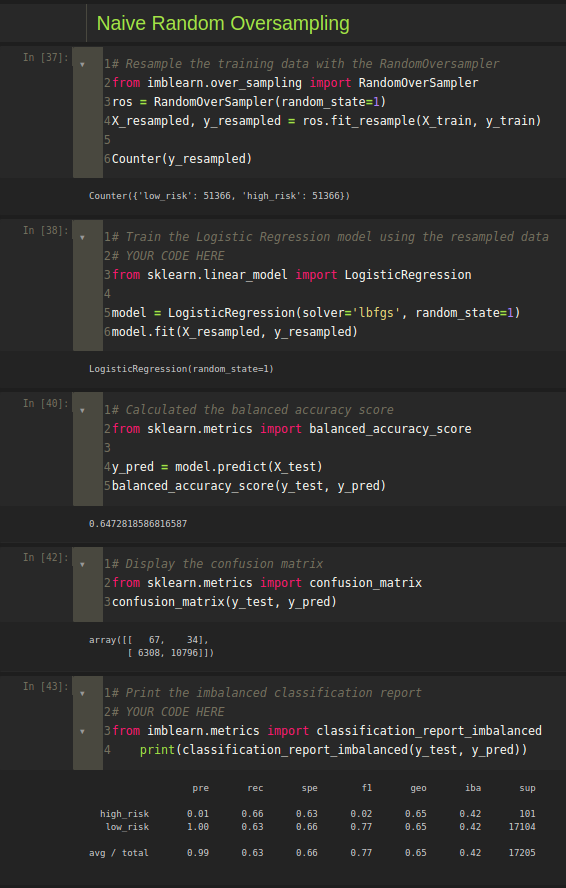 Naive Random Oversampling
In [37]:
1# Resample the training data with the RandomOversampler
2from imblearn.over_sampling import RandomOverSampler
3ros = RandomOverSampler(random_state=1)
4X_resampled, y_resampled = ros.fit_resample(X_train, y_train)
5
6Counter(y_resampled)
Counter({'low_risk': 51366, 'high_risk': 51366})
In [38]:
1# Train the Logistic Regression model using the resampled data
2# YOUR CODE HERE
3from sklearn.linear_model import LogisticRegression
4
5model = LogisticRegression(solver='lbfgs', random_state=1)
6model.fit(X_resampled, y_resampled)
LogisticRegression(random_state=1)
In [40]:
1# Calculated the balanced accuracy score
2from sklearn.metrics import balanced_accuracy_score
3
4y_pred = model.predict(X_test)
5balanced_accuracy_score(y_test, y_pred)
0.6472818586816587
In [42]:
1# Display the confusion matrix
2from sklearn.metrics import confusion_matrix
3confusion_matrix(y_test, y_pred)
array([[   67,    34],
       [ 6308, 10796]])
In [43]:
1# Print the imbalanced classification report
2# YOUR CODE HERE
3from imblearn.metrics import classification_report_imbalanced
4    print(classification_report_imbalanced(y_test, y_pred))
pre rec spe f1 geo iba sup
high_risk 0.01 0.66 0.63 0.02 0.65 0.42 101
low_risk 1.00 0.63 0.66 0.77 0.65 0.42 17104
avg / total 0.99 0.63 0.66 0.77 0.65 0.42 17205